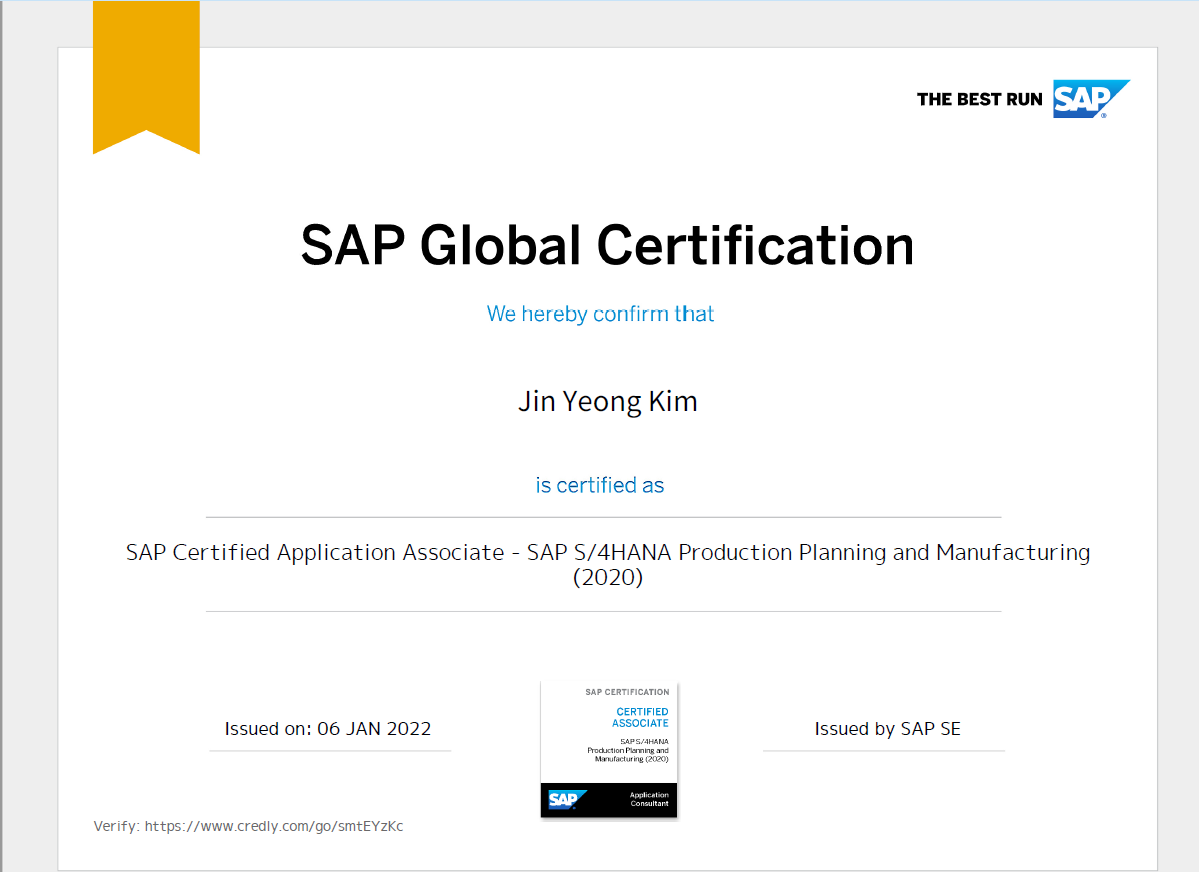 THE BEST RUN SAP
SAP Global Certification
We hereby confirm that
Jin Yeong Kim
is certified as
SAP Certified Application Associate - SAP S/4HANA Production Planning and Manufacturing
(2020)
Issued on: 06 JAN 2022
SAP CERTIFICATION
CERTIFIED
ASSOCIATE
SAP S/4HANA
Production Planning and
Manufacturing (2020)
SAP
Application
Consultant
Issued by SAP SE
Verify: https://www.credly.com/go/smtEYzKc